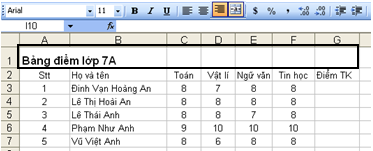 Arial 11 B I U $ % , .0 .00
I10 fx
A B C D E F G
1 Bảng điểm lớp 7A
2 Stt Họ và tên Toán Vật lí Ngữ văn Tin học Điểm TK
3 1 Đinh Vạn Hoàng An 8 7 8 8
4 2 Lê Thị Hoài An 8 8 8 8
5 3 Lê Thái Anh 8 8 7 8
6 4 Phạm Như Anh 9 10 10 10
7 5 Vũ Việt Anh 8 6 8 8